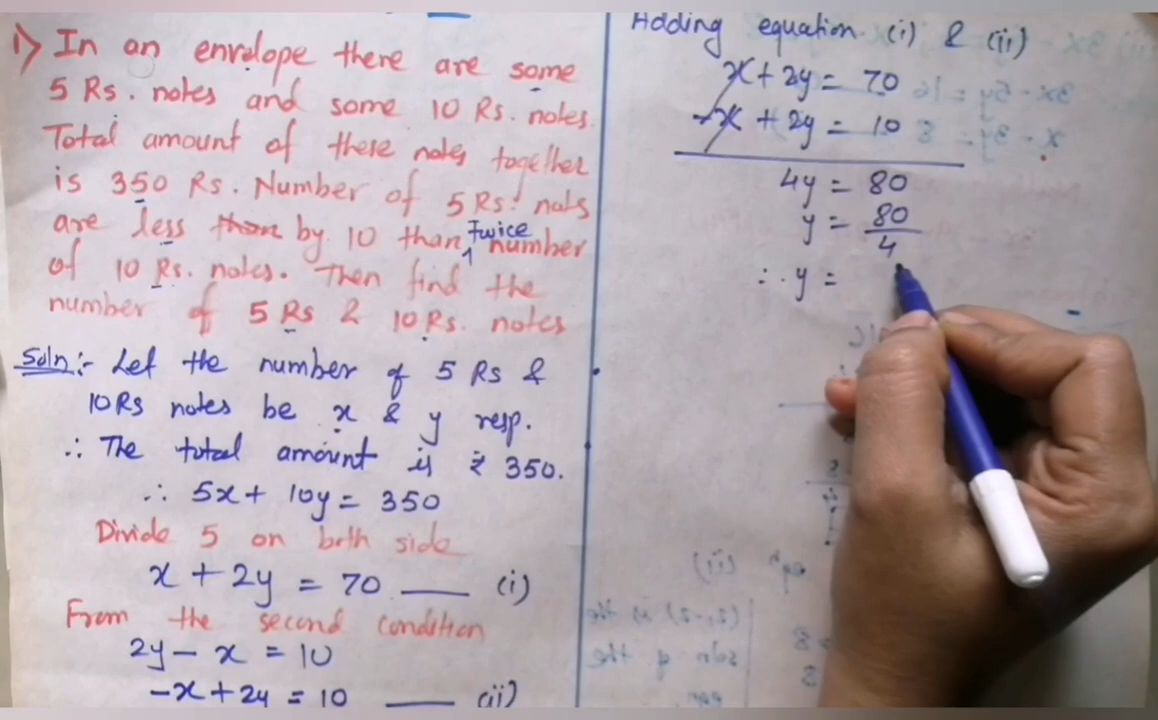 1) In an envelope there are some
5 Rs. notes and some 10 Rs. notes.
Total amount of these notes together
is 350 Rs. Number of 5 Rs. nots
are less than by 10 than twice number
of 10 Rs. notes. Then find the
number of 5 Rs & 10 Rs. notes
Soln:- Let the number of 5 Rs &
10 Rs notes be x & y resp.
∴ The total amount is ₹ 350.
∴ 5x + 10y = 350
Divide 5 on both side
x + 2y = 70 —— (i)
From the second condition
2y - x = 10
-x + 2y = 10 —— (ii)
Adding equation (i) & (ii)
x + 2y = 70
-x + 2y = 10
4y = 80
y = 80/4
∴ y =